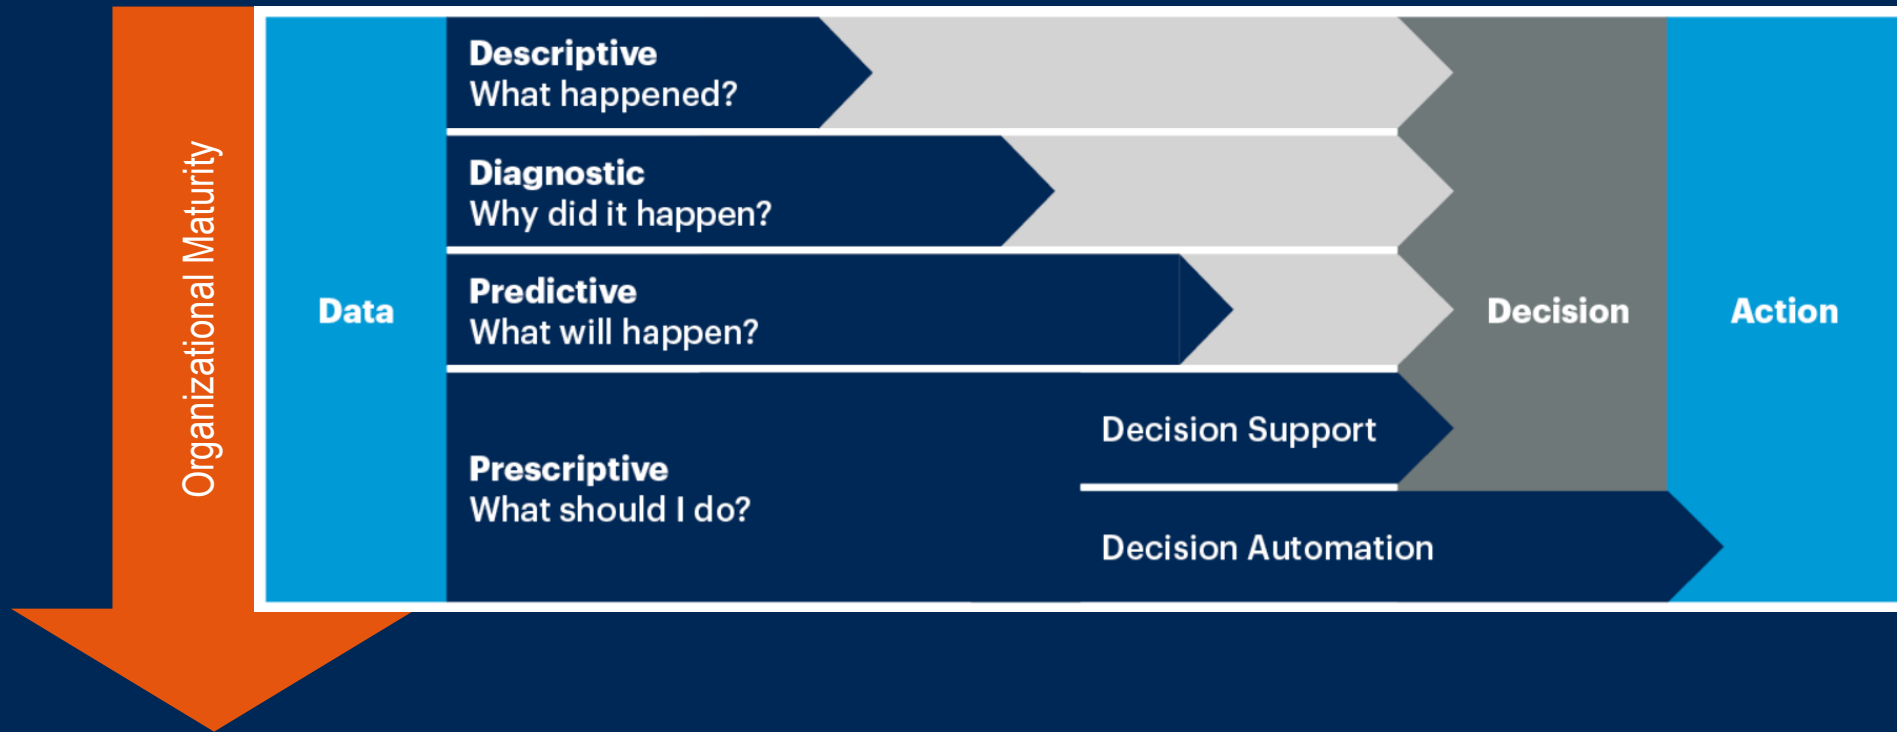 Organizational Maturity
Data
Descriptive
What happened?
Diagnostic
Why did it happen?
Predictive
What will happen?
Prescriptive
What should I do?
Decision Support
Decision Automation
Decision
Action